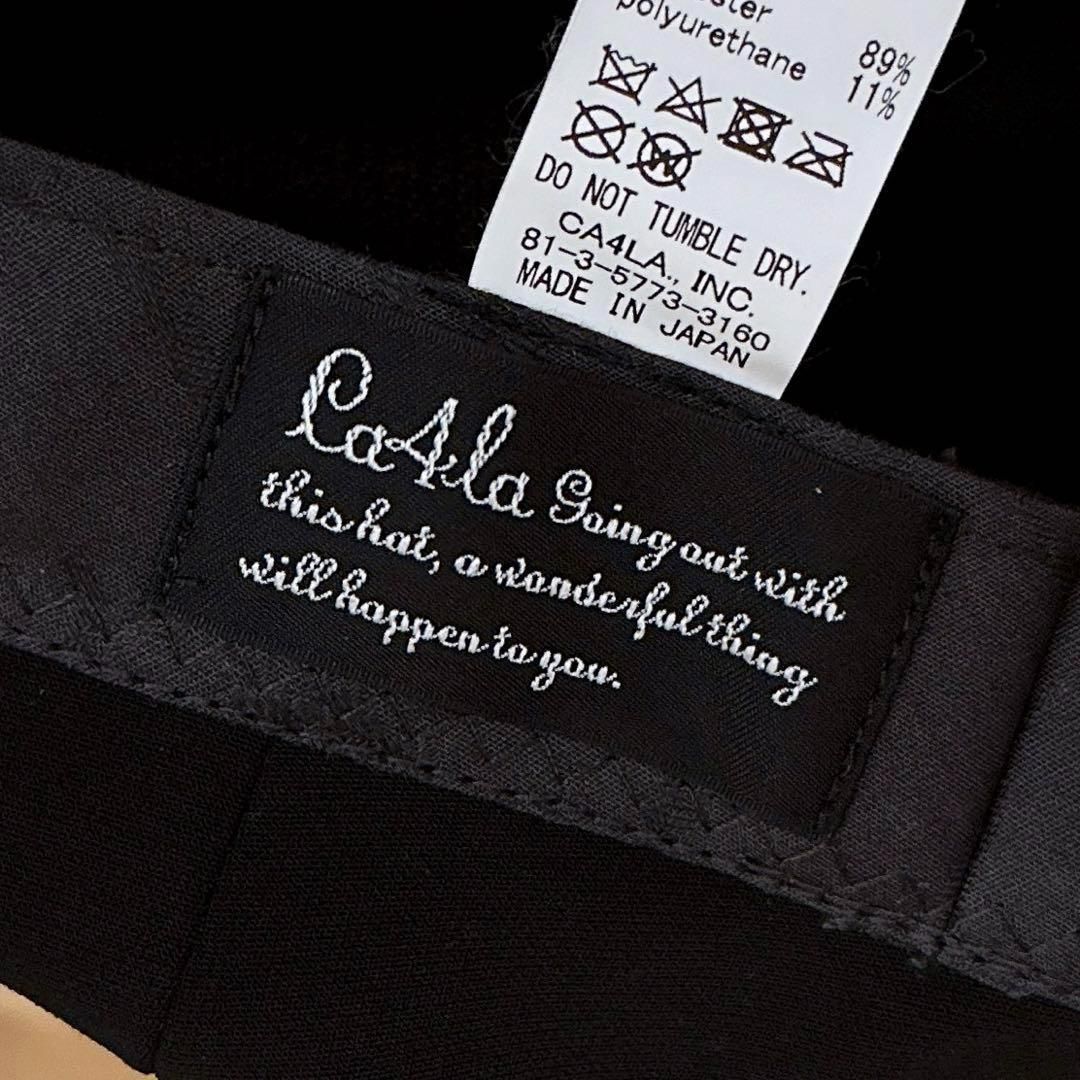 polyurethane
89%
11%
DO NOT TUMBLE DRY.
CA4LA., INC.
81-3-5773-3160
MADE IN JAPAN
Ca4la Going out with
this hat, a wonderful thing
will happen to you.